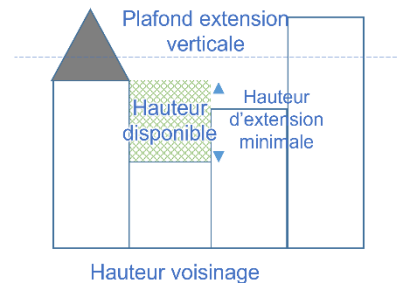 Plafond extension
verticale
Hauteur
disponible
Hauteur
d'extension
minimale
Hauteur voisinage